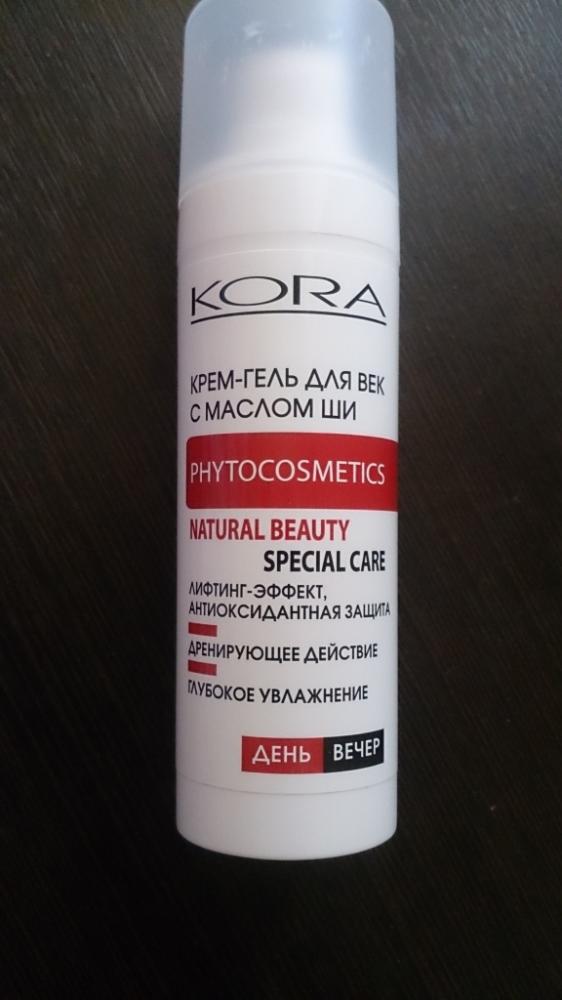 KORA
КРЕМ-ГЕЛЬ ДЛЯ ВЕК
С МАСЛОМ ШИ
PHYTOCOSMETICS
NATURAL BEAUTY
SPECIAL CARE
ЛИФТИНГ-ЭФФЕКТ,
АНТИОКСИДАНТНАЯ ЗАЩИТА
ДРЕНИРУЮЩЕЕ ДЕЙСТВИЕ
ГЛУБОКОЕ УВЛАЖНЕНИЕ
ДЕНЬ ВЕЧЕР